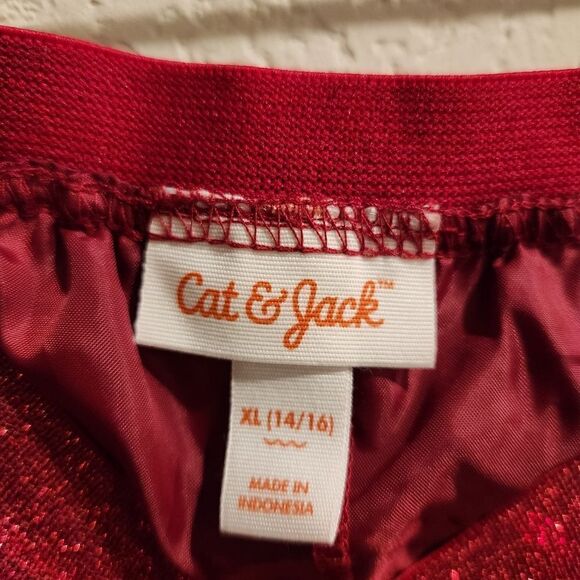 Cat & Jack™
XL (14/16)
MADE IN
INDONESIA